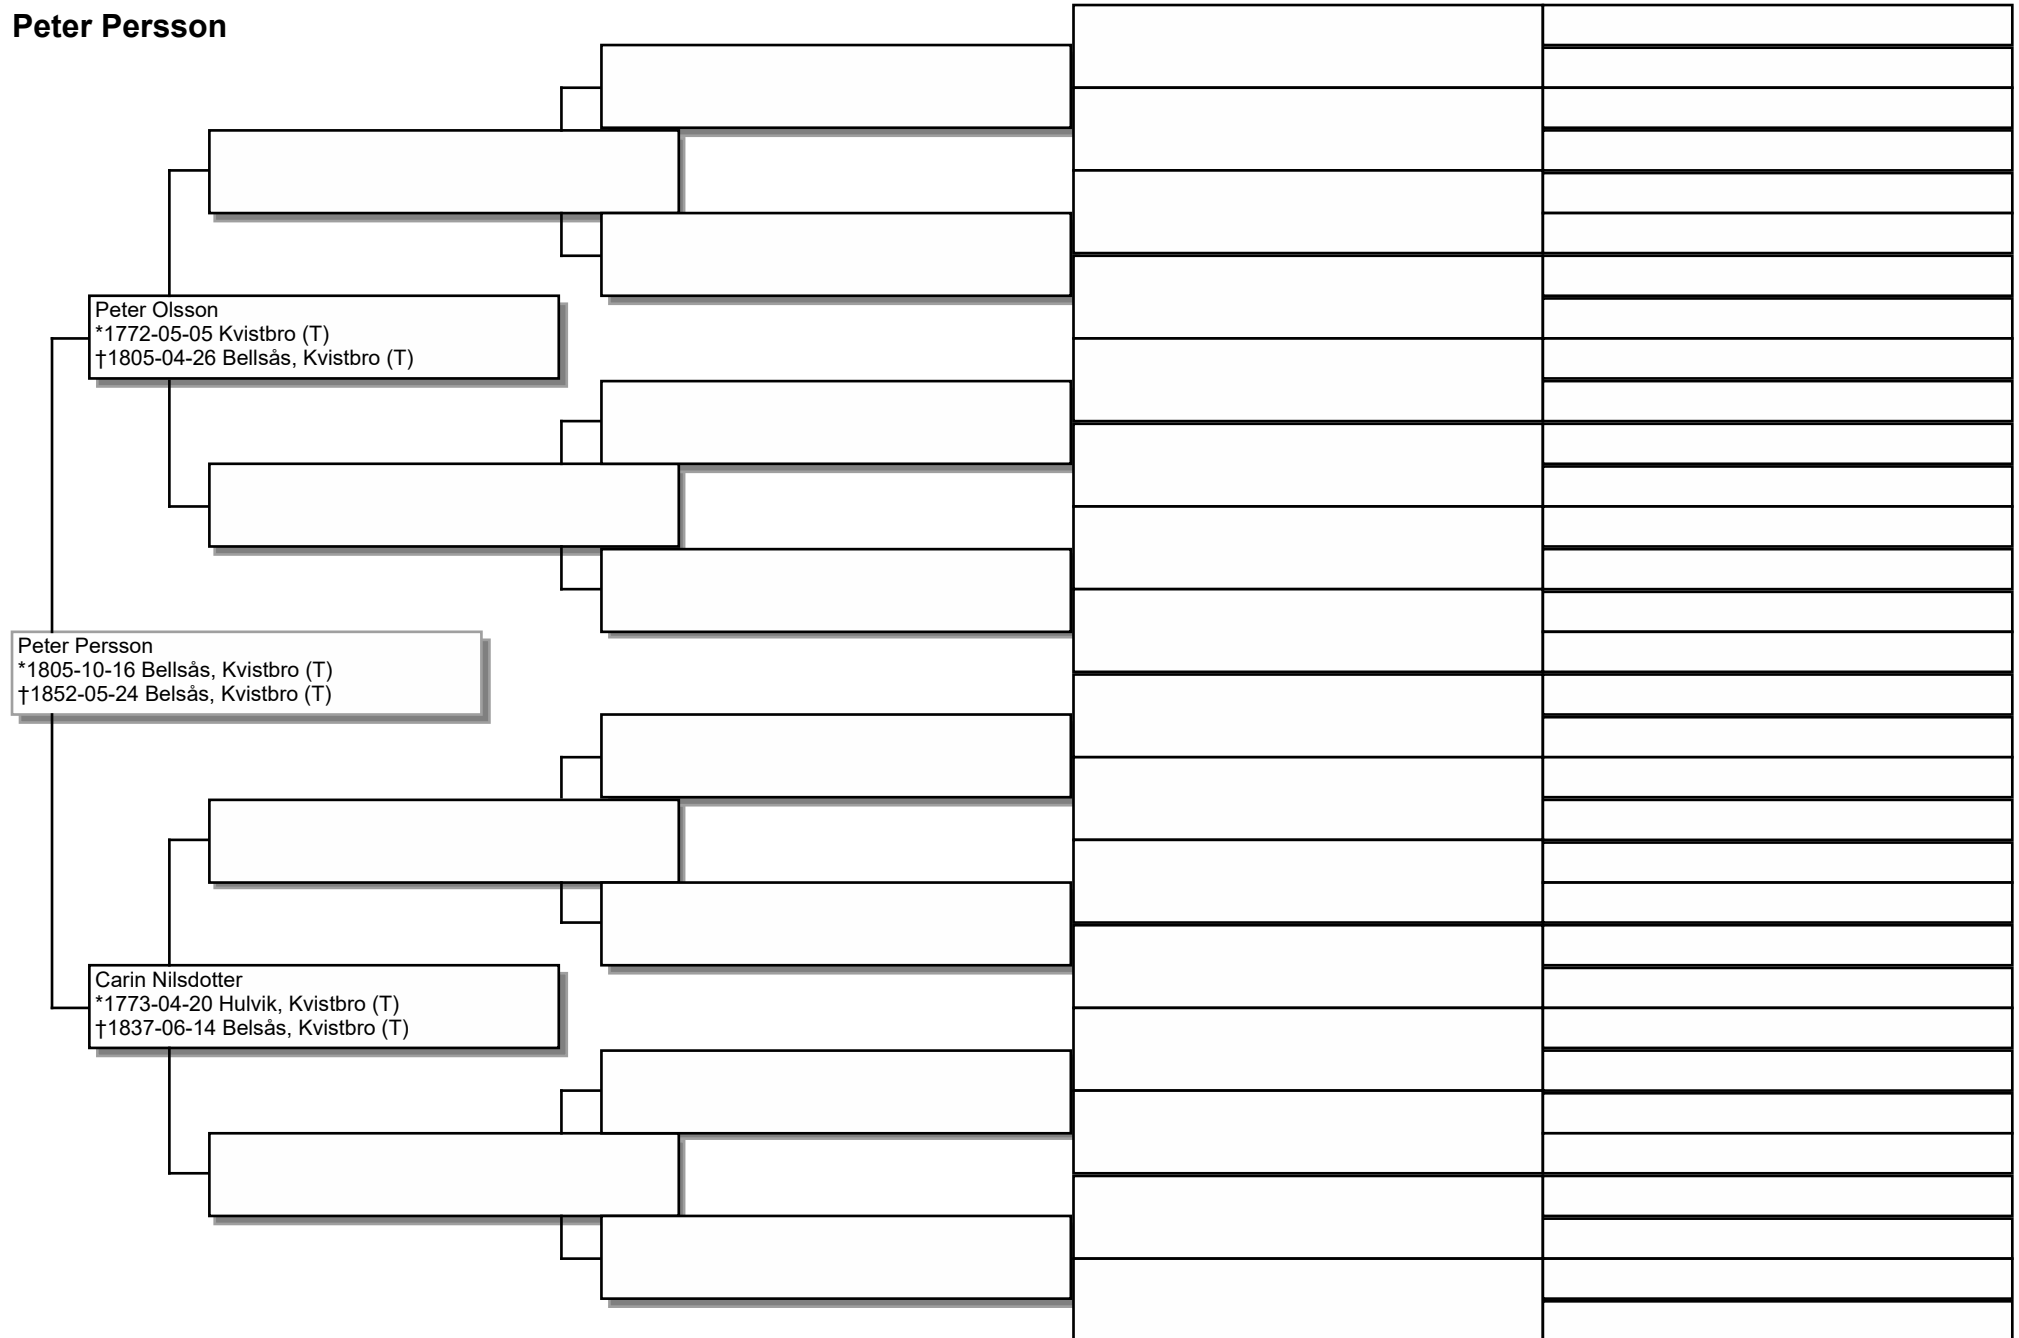 Peter Persson
Peter Olsson
*1772-05-05 Kvistbro (T)
†1805-04-26 Bellsås, Kvistbro (T)
Peter Persson
*1805-10-16 Bellsås, Kvistbro (T)
†1852-05-24 Belsås, Kvistbro (T)
Carin Nilsdotter
*1773-04-20 Hulvik, Kvistbro (T)
†1837-06-14 Belsås, Kvistbro (T)